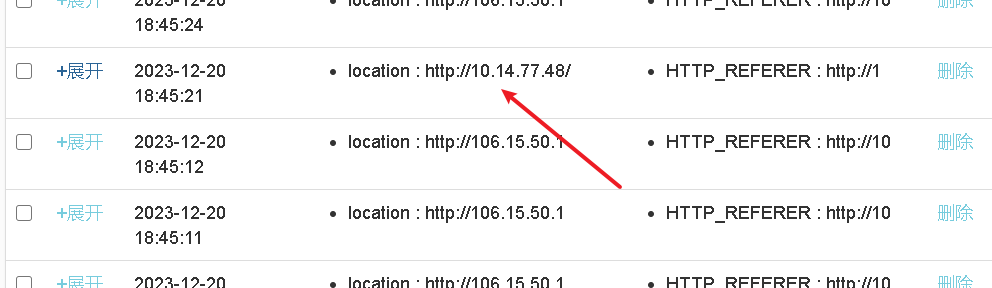 +展开 2023-12-20 location : http://106.15.50.1 HTTP_REFERER : http://10 删除
18:45:24
+展开 2023-12-20 location : http://10.14.77.48/ HTTP_REFERER : http://1 删除
18:45:21
+展开 2023-12-20 location : http://106.15.50.1 HTTP_REFERER : http://10 删除
18:45:12
+展开 2023-12-20 location : http://106.15.50.1 HTTP_REFERER : http://10 删除
18:45:11
+展开 2023-12-20 location : http://106.15.50.1 HTTP_REFERER : http://10 删除